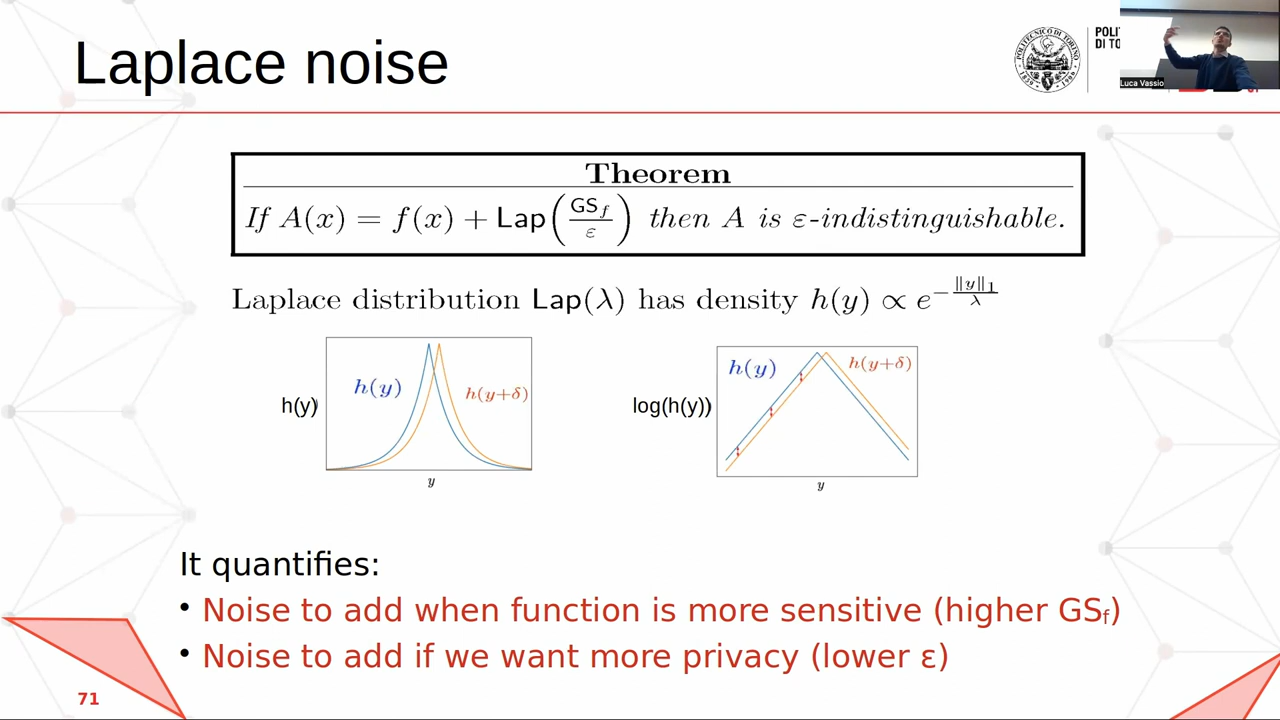 Laplace noise
POLI
DI TO
Luca Vassio
Theorem
If A(x) = f(x) + Lap(GS_f / ε) then A is ε-indistinguishable.
Laplace distribution Lap(λ) has density h(y) ∝ e^{-‖y‖₁/λ}
h(y)
h(y)
h(y+δ)
y
log(h(y))
h(y)
h(y+δ)
y
It quantifies:
• Noise to add when function is more sensitive (higher GSf)
• Noise to add if we want more privacy (lower ε)
71